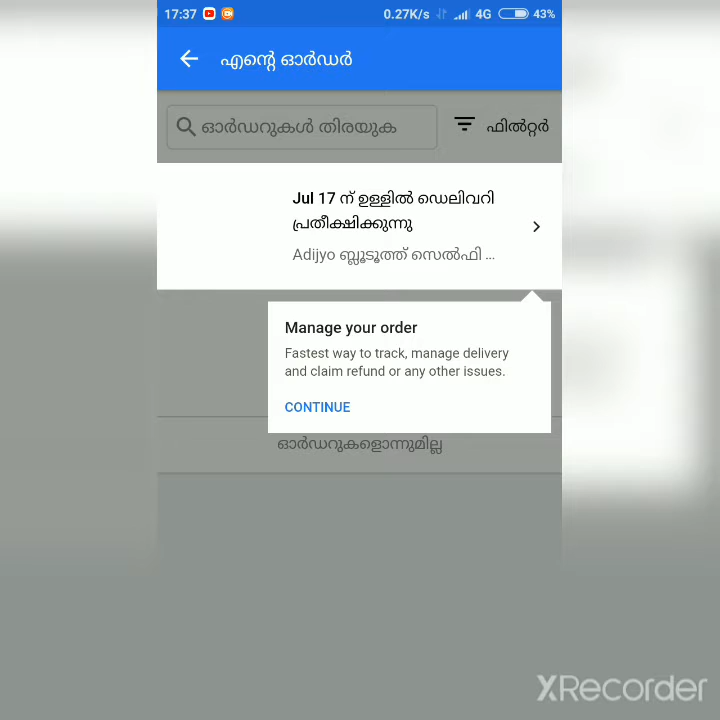 17:37 0.27K/s 4G 43%
എന്റെ ഓർഡർ
ഓർഡറുകൾ തിരയുക ഫിൽറ്റർ
Jul 17 ന് ഉള്ളിൽ ഡെലിവറി
പ്രതീക്ഷിക്കുന്നു
Adijyo ബ്ലൂടൂത്ത് സെൽഫി ...
Manage your order
Fastest way to track, manage delivery
and claim refund or any other issues.
CONTINUE
ഓർഡറുകളൊന്നുമില്ല
XRecorder